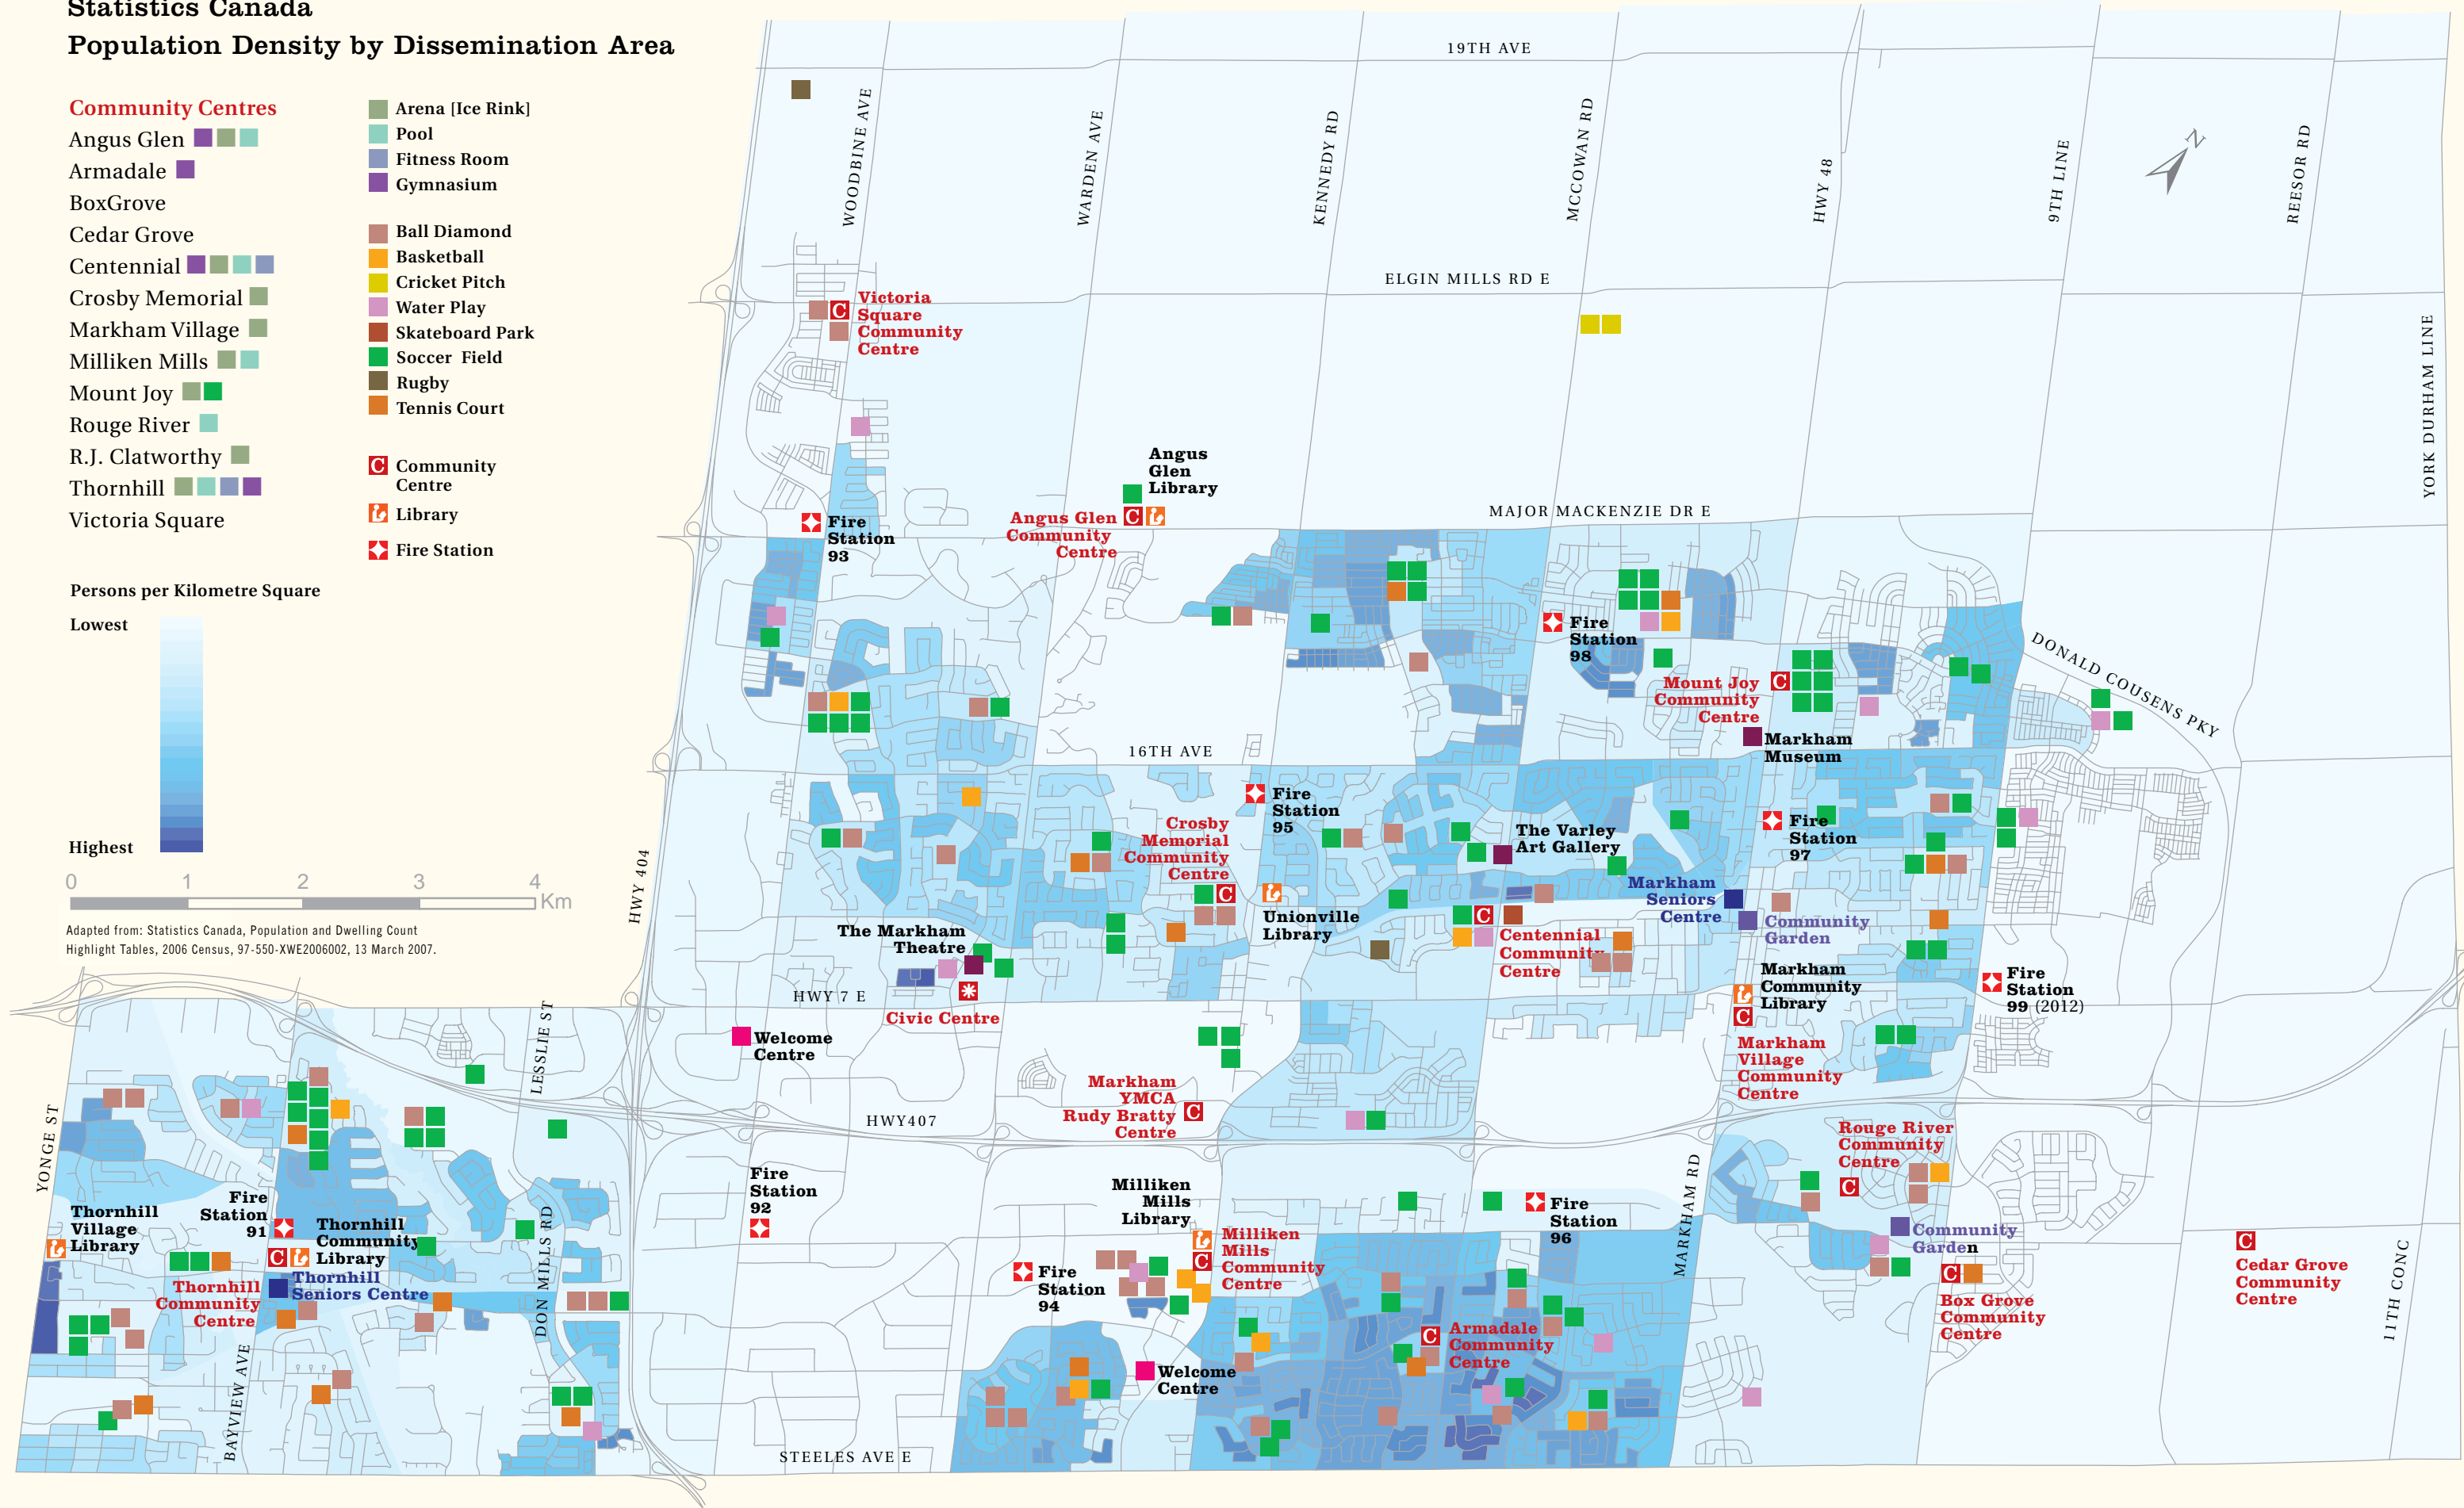 Statistics Canada
Population Density by Dissemination Area
Community Centres
Angus Glen
Armadale
BoxGrove
Cedar Grove
Centennial
Crosby Memorial
Markham Village
Milliken Mills
Mount Joy
Rouge River
R.J. Clatworthy
Thornhill
Victoria Square
Arena [Ice Rink]
Pool
Fitness Room
Gymnasium
Ball Diamond
Basketball
Cricket Pitch
Water Play
Skateboard Park
Soccer Field
Rugby
Tennis Court
C Community
Centre
Library
Fire Station
Persons per Kilometre Square
Lowest
Highest
0 1 2 3 4
Km
Adapted from: Statistics Canada, Population and Dwelling Count
Highlight Tables, 2006 Census, 97-550-XWE2006002, 13 March 2007.
19TH AVE
WOODBINE AVE
WARDEN AVE
KENNEDY RD
MCCOWAN RD
HWY 48
9TH LINE
REESOR RD
N
ELGIN MILLS RD E
YORK DURHAM LINE
C Victoria
Square
Community
Centre
Angus
Glen
Library
MAJOR MACKENZIE DR E
Angus Glen C
Community
Centre
Fire
Station
93
Fire
Station
98
DONALD COUSENS PKY
Mount Joy C
Community
Centre
Markham
Museum
16TH AVE
Fire
Station
95
Crosby
Memorial
Community
Centre
C
The Varley
Art Gallery
Fire
Station
97
HWY 404
Markham
Seniors
Centre
Unionville
Library
C
Centennial
Community
Centre
Community
Garden
The Markham
Theatre
Markham
Community
Library
C
Fire
Station
99 (2012)
HWY 7 E
Civic Centre
Welcome
Centre
LESSLIE ST
Markham
Village
Community
Centre
Markham
YMCA
Rudy Bratty C
Centre
HWY407
YONGE ST
Rouge River
Community
Centre
C
MARKHAM RD
Fire
Station
92
Milliken
Mills
Library
Fire
Station
96
Thornhill
Village
Library
Fire
Station
91
Thornhill
Community
Library
C
Community
Garden
Milliken
C Mills
Community
Centre
C
Cedar Grove
Community
Centre
DON MILLS RD
11TH CONC
Thornhill
Community
Centre
Thornhill
Seniors Centre
Fire
Station
94
C
Box Grove
Community
Centre
C Armadale
Community
Centre
Welcome
Centre
BAYVIEW AVE
STEELES AVE E